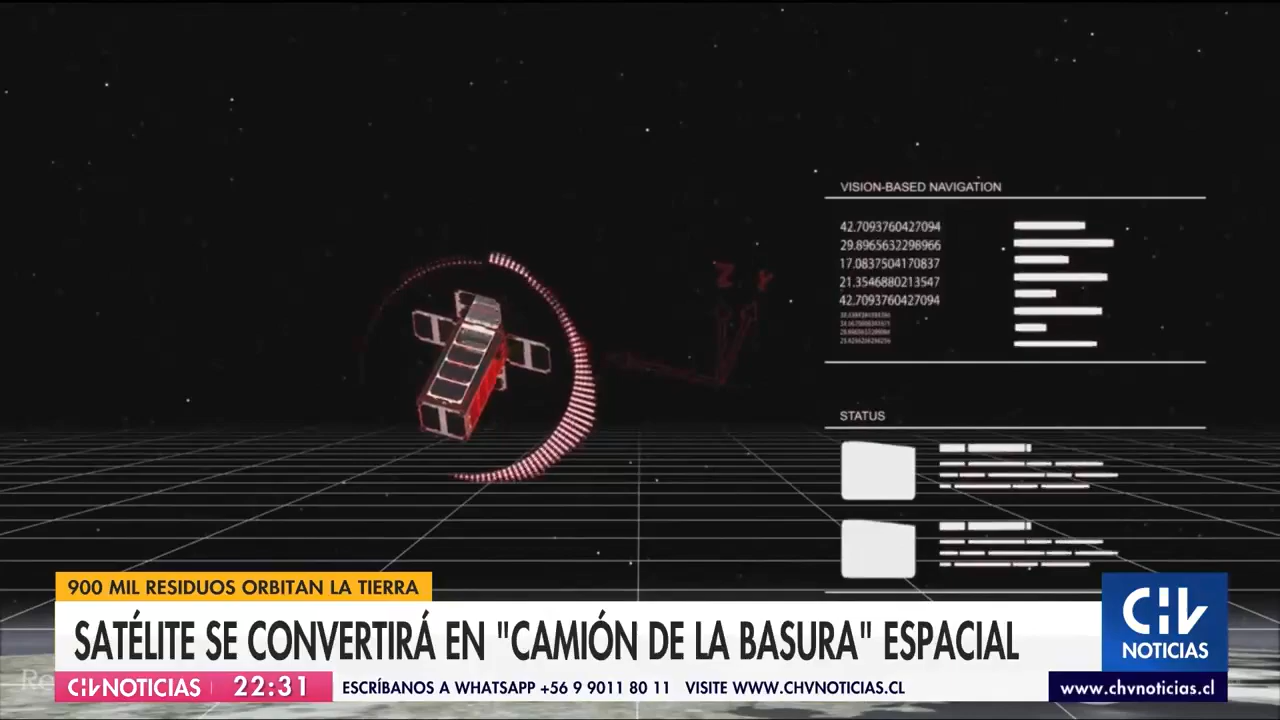 VISION-BASED NAVIGATION
42.7093760427094
29.8965632298966
17.0837504170837
21.3546880213547
42.7093760427094
Z Y
STATUS
900 MIL RESIDUOS ORBITAN LA TIERRA
SATÉLITE SE CONVERTIRÁ EN "CAMIÓN DE LA BASURA" ESPACIAL
CHV
NOTICIAS
CHVNOTICIAS 22:31 ESCRÍBANOS A WHATSAPP +56 9 9011 80 11 VISITE WWW.CHVNOTICIAS.CL
www.chvnoticias.cl